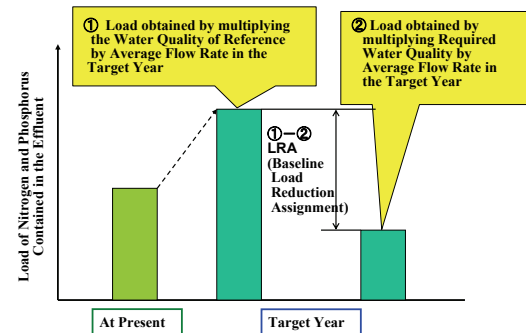 ① Load obtained by multiplying
the Water Quality of Reference
by Average Flow Rate in the
Target Year
② Load obtained by
multiplying Required
Water Quality by
Average Flow Rate in
the Target Year
Load of Nitrogen and Phosphorus
Contained in the Effluent
①－②
LRA
(Baseline
Load
Reduction
Assignment)
At Present
Target Year